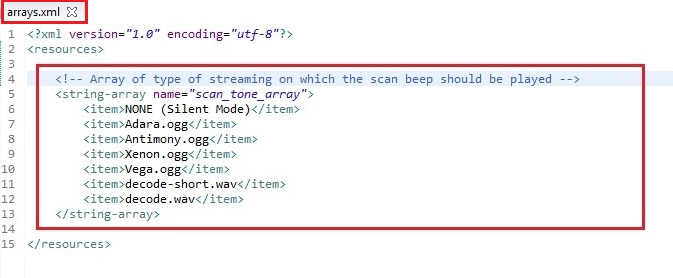 arrays.xml
1 <?xml version="1.0" encoding="utf-8"?>
2 <resources>
3
4 <!-- Array of type of streaming on which the scan beep should be played -->
5 <string-array name="scan_tone_array">
6 <item>NONE (Silent Mode)</item>
7 <item>Adara.ogg</item>
8 <item>Antimony.ogg</item>
9 <item>Xenon.ogg</item>
10 <item>Vega.ogg</item>
11 <item>decode-short.wav</item>
12 <item>decode.wav</item>
13 </string-array>
14
15 </resources>